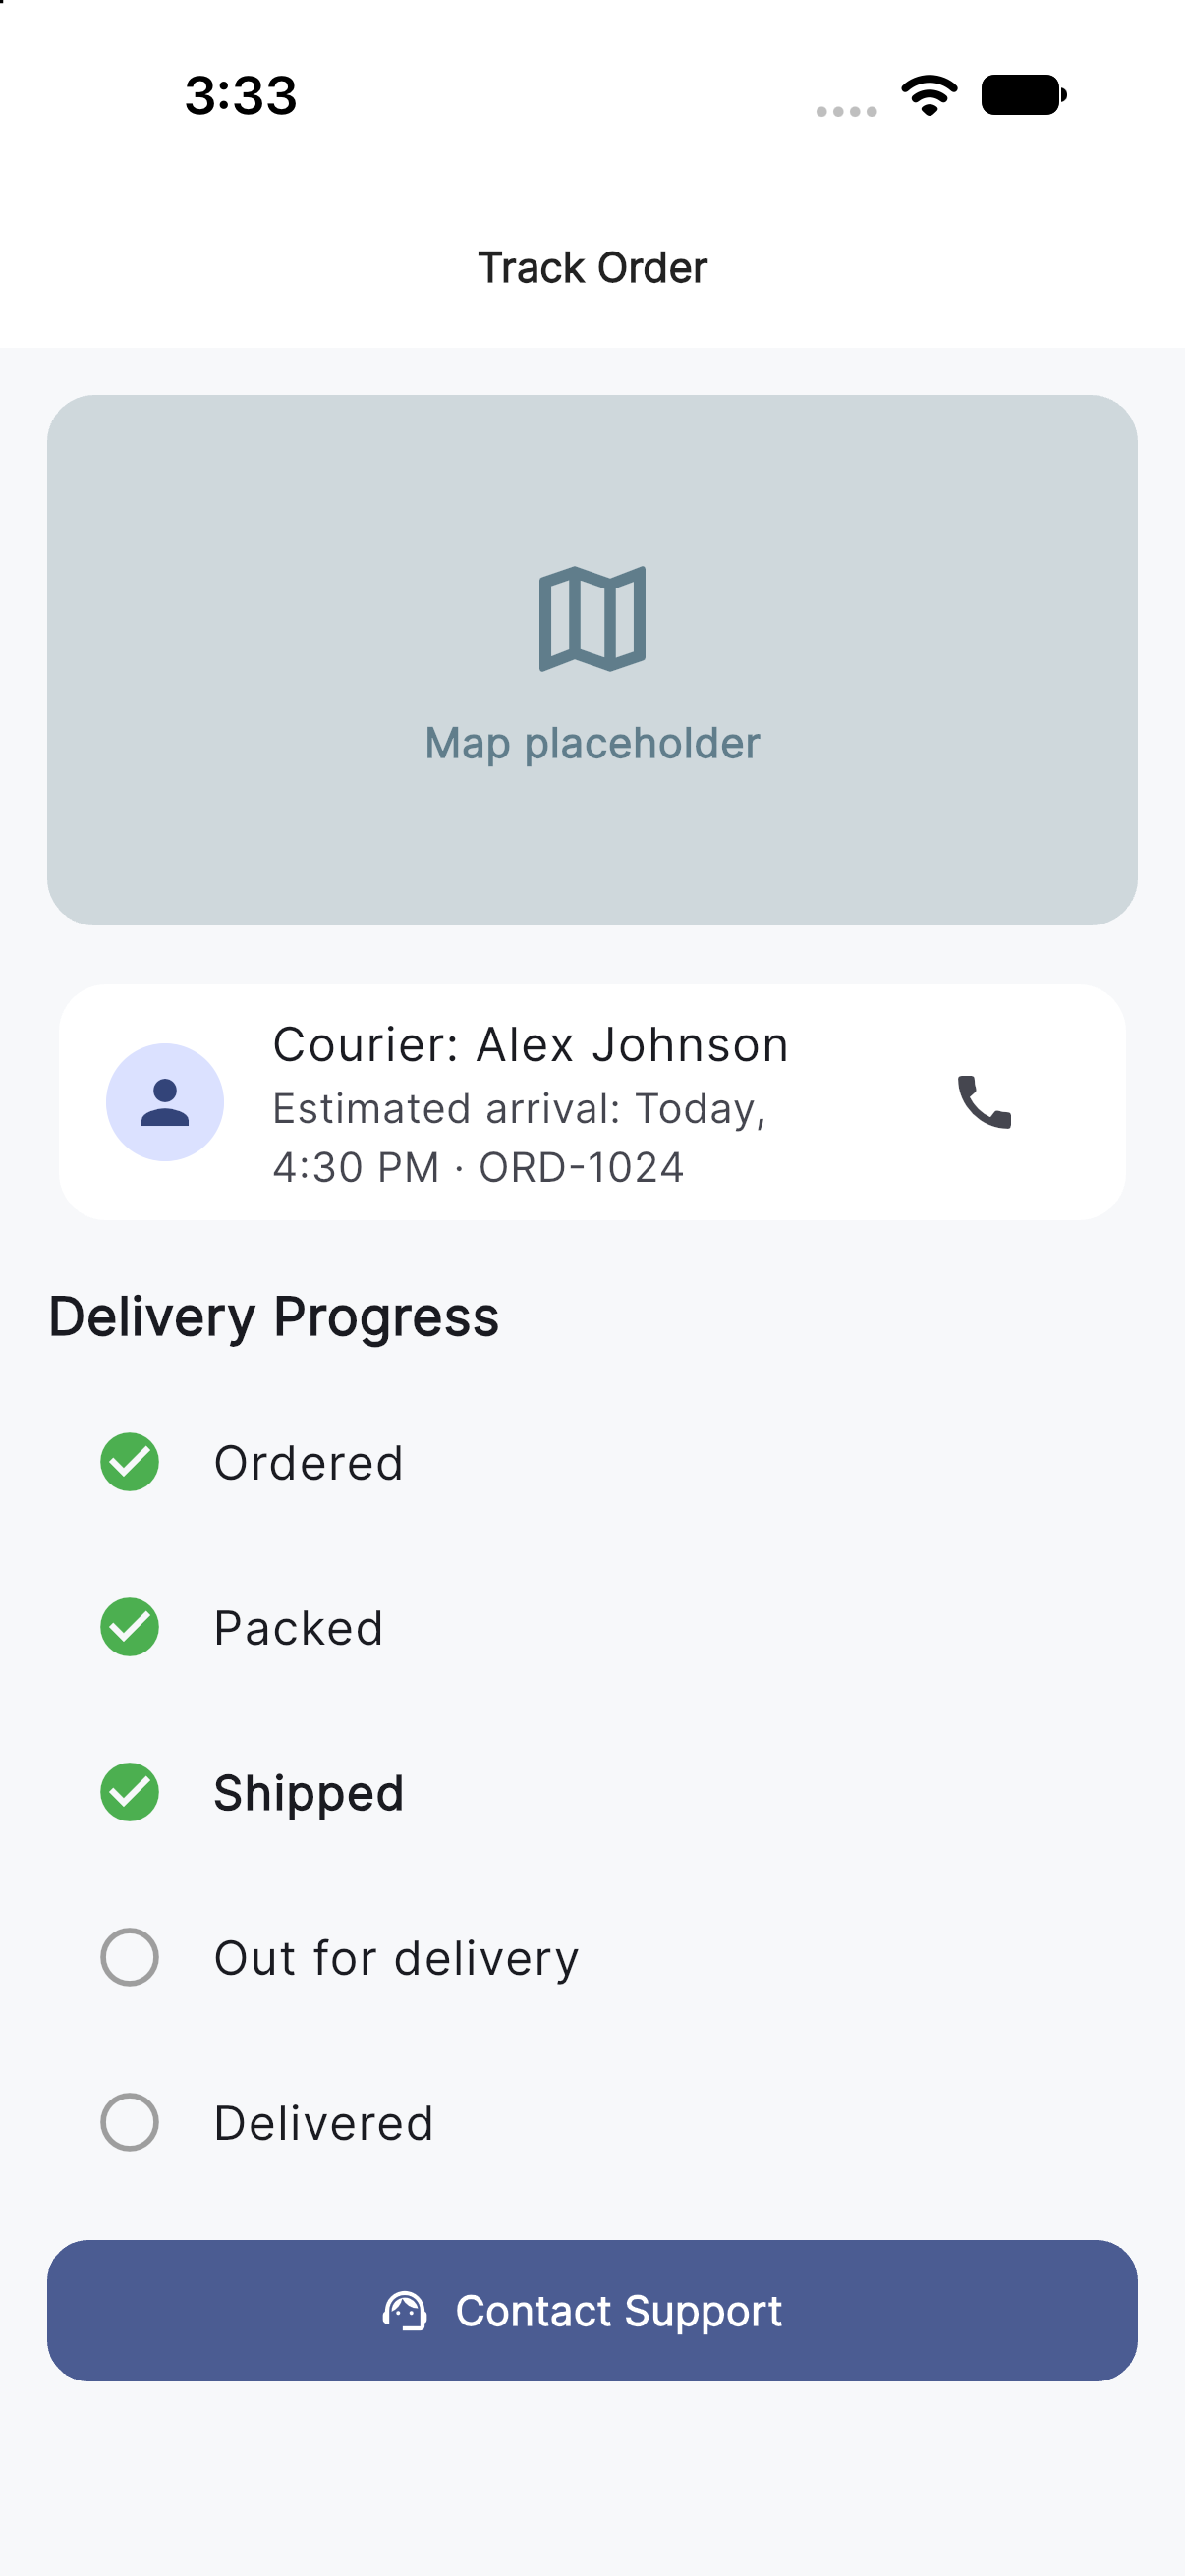 3:33
Track Order
Map placeholder
Courier: Alex Johnson
Estimated arrival: Today,
4:30 PM · ORD-1024
Delivery Progress
Ordered
Packed
Shipped
Out for delivery
Delivered
Contact Support